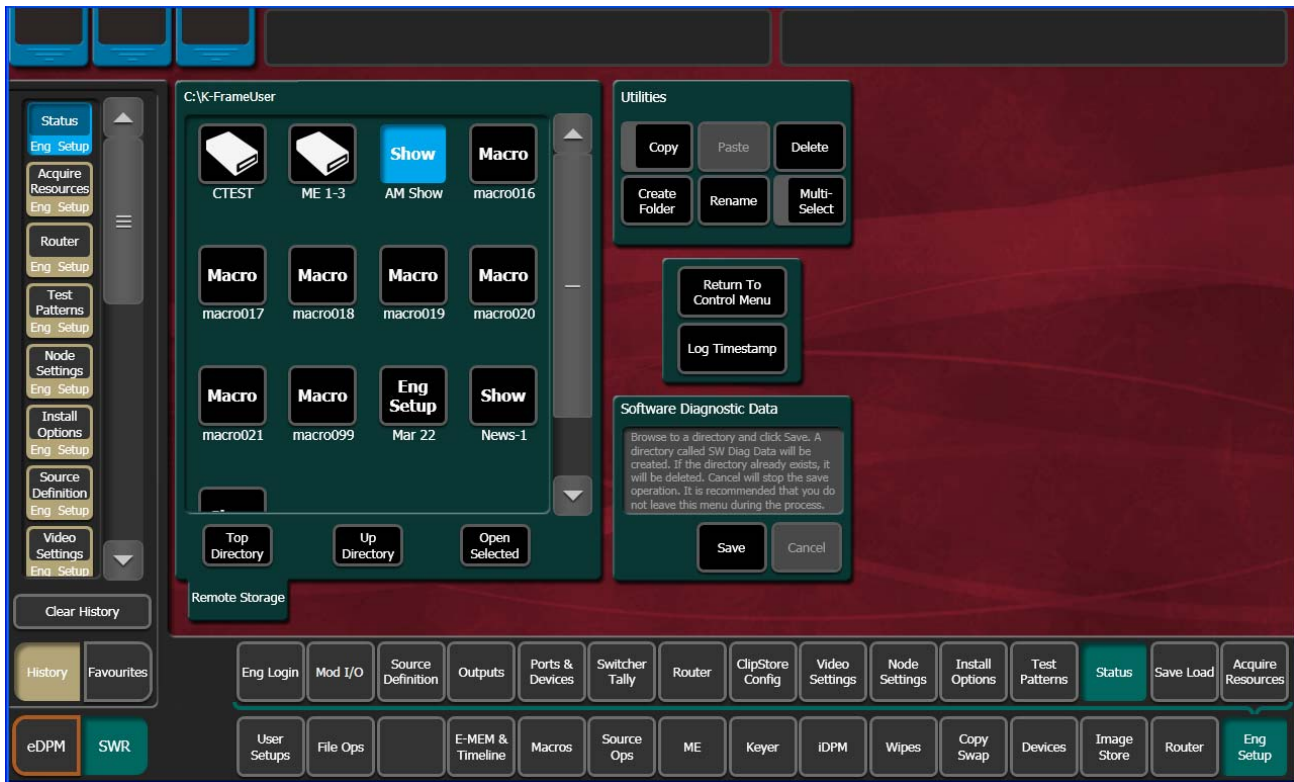 C:\K-FrameUser
Utilities
Status
Eng Setup
Acquire
Resources
Eng Setup
Router
Eng Setup
Test
Patterns
Eng Setup
Node
Settings
Eng Setup
Install
Options
Eng Setup
Source
Definition
Eng Setup
Video
Settings
Eng Setup
Clear History
History
Favourites
eDPM
SWR
CTEST
ME 1-3
Show
AM Show
Macro
macro016
Macro
macro017
Macro
macro018
Macro
macro019
Macro
macro020
Macro
macro021
Macro
macro099
Eng
Setup
Mar 22
Show
News-1
Top
Directory
Up
Directory
Open
Selected
Remote Storage
Copy
Paste
Delete
Create
Folder
Rename
Multi-
Select
Return To
Control Menu
Log Timestamp
Software Diagnostic Data
Browse to a directory and click Save. A
directory called SW Diag Data will be
created. If the directory already exists, it
will be deleted. Cancel will stop the save
operation. It is recommended that you do
not leave this menu during the process.
Save
Cancel
Eng Login
Mod I/O
Source
Definition
Outputs
Ports &
Devices
Switcher
Tally
Router
ClipStore
Config
Video
Settings
Node
Settings
Install
Options
Test
Patterns
Status
Save Load
Acquire
Resources
User
Setups
File Ops
E-MEM &
Timeline
Macros
Source
Ops
ME
Keyer
iDPM
Wipes
Copy
Swap
Devices
Image
Store
Router
Eng
Setup